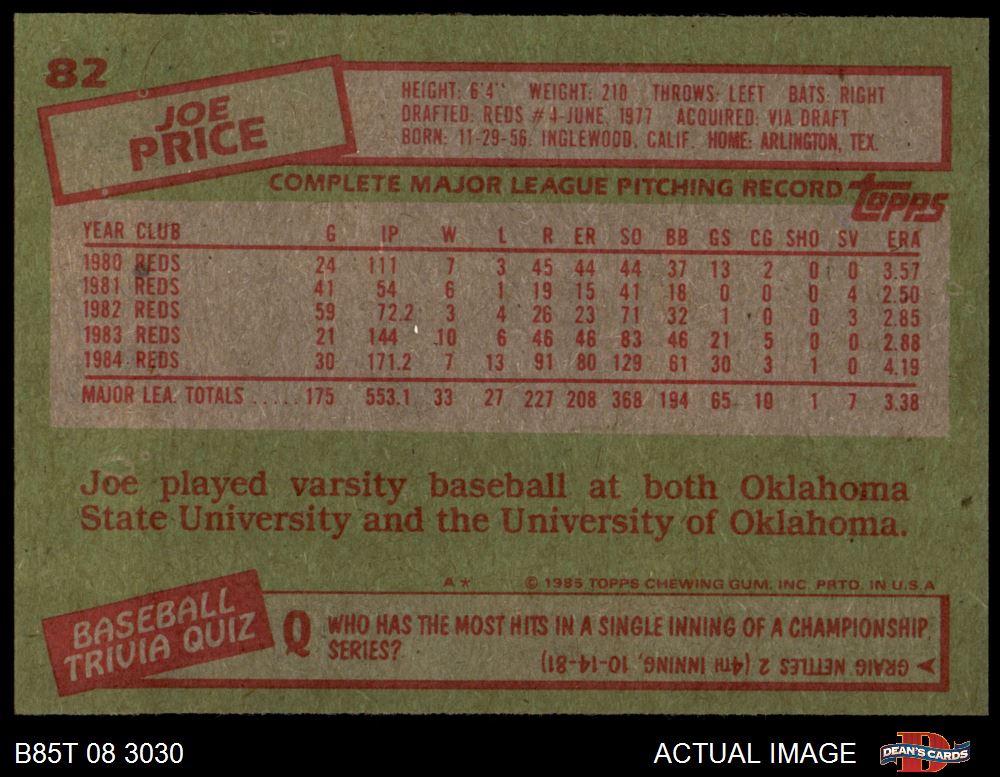 82
JOE
PRICE
HEIGHT: 6'4" WEIGHT: 210 THROWS: LEFT BATS: RIGHT
DRAFTED: REDS #4-JUNE, 1977 ACQUIRED: VIA DRAFT
BORN: 11-29-56, INGLEWOOD, CALIF. HOME: ARLINGTON, TEX.
COMPLETE MAJOR LEAGUE PITCHING RECORD
TOPPS
YEAR CLUB G IP W L R ER SO BB GS CG SHO SV ERA
1980 REDS 24 111 7 3 45 44 44 37 13 2 0 0 3.57
1981 REDS 41 54 6 1 19 15 41 18 0 0 0 4 2.50
1982 REDS 59 72.2 3 4 26 23 71 32 1 0 0 3 2.85
1983 REDS 21 144 10 6 46 46 83 46 21 5 0 0 2.88
1984 REDS 30 171.2 7 13 91 80 129 61 30 3 1 0 4.19
MAJOR LEA. TOTALS ..... 175 553.1 33 27 227 208 368 194 65 10 1 7 3.38
Joe played varsity baseball at both Oklahoma
State University and the University of Oklahoma.
A* © 1985 TOPPS CHEWING GUM, INC. PRTD. IN U.S.A
BASEBALL
TRIVIA QUIZ
Q WHO HAS THE MOST HITS IN A SINGLE INNING OF A CHAMPIONSHIP
SERIES?
GRAIG NETTLES 2 (4TH INNING, 10-14-81)
B85T 08 3030
ACTUAL IMAGE
D
DEAN'S CARDS